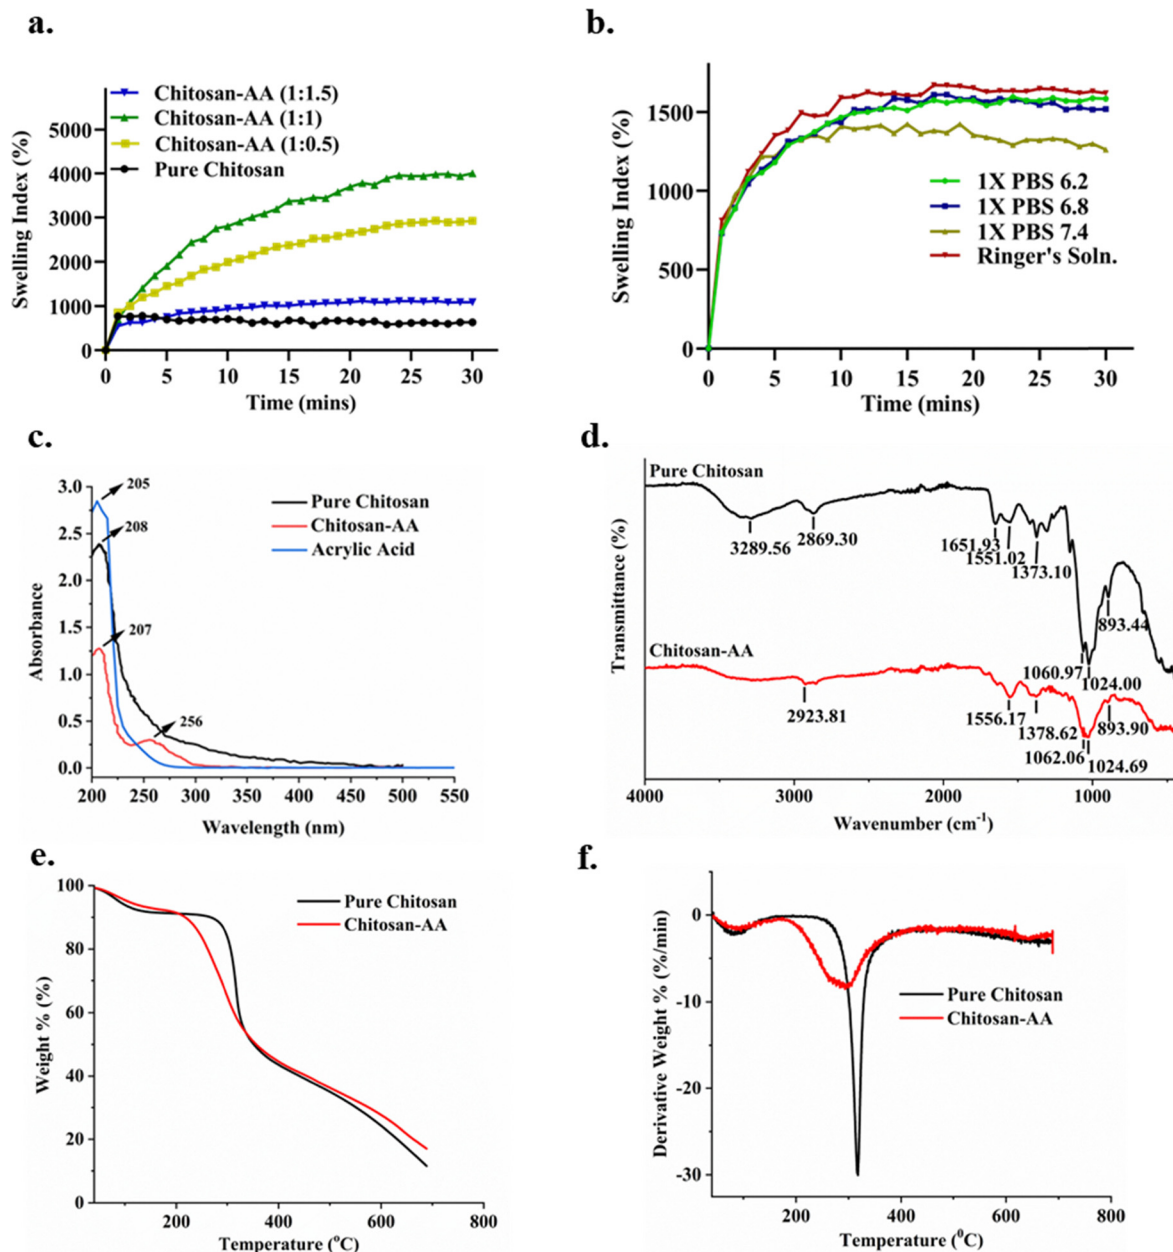 a.
Chitosan-AA (1:1.5)
Chitosan-AA (1:1)
Chitosan-AA (1:0.5)
Pure Chitosan
Swelling Index (%)
5000
4000
3000
2000
1000
0
0 5 10 15 20 25 30
Time (mins)
b.
Swelling Index (%)
1500
1000
500
0
1X PBS 6.2
1X PBS 6.8
1X PBS 7.4
Ringer's Soln.
0 5 10 15 20 25 30
Time (mins)
c.
Absorbance
3.0
2.5
2.0
1.5
1.0
0.5
0.0
205
208
207
256
Pure Chitosan
Chitosan-AA
Acrylic Acid
200 250 300 350 400 450 500 550
Wavelength (nm)
d.
Transmittance (%)
Pure Chitosan
3289.56
2869.30
1651.93
1551.02
1373.10
893.44
1060.97
1024.00
Chitosan-AA
2923.81
1556.17
1378.62
893.90
1062.06
1024.69
4000 3000 2000 1000
Wavenumber (cm⁻¹)
e.
Weight % (%)
100
80
60
40
20
0
Pure Chitosan
Chitosan-AA
200 400 600 800
Temperature (°C)
f.
Derivative Weight % (%/min)
0
-10
-20
-30
Pure Chitosan
Chitosan-AA
0 200 400 600 800
Temperature (⁰C)